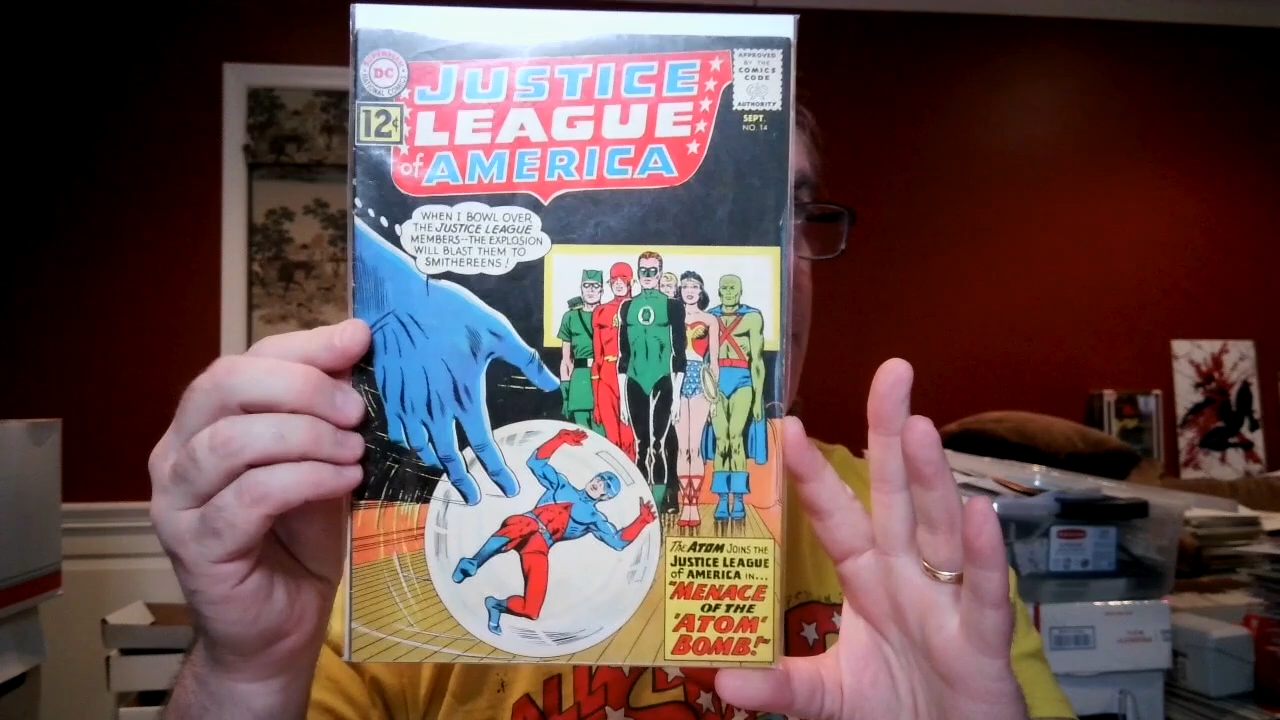 SUPERMAN
DC
NATIONAL COMICS
12¢
JUSTICE
LEAGUE
of AMERICA
APPROVED
BY THE
COMICS
CODE
AUTHORITY
SEPT.
NO. 14
WHEN I BOWL OVER
THE JUSTICE LEAGUE
MEMBERS--THE EXPLOSION
WILL BLAST THEM TO
SMITHEREENS!
The ATOM JOINS THE
JUSTICE LEAGUE
of AMERICA IN...
"MENACE
OF THE
'ATOM'
BOMB!"